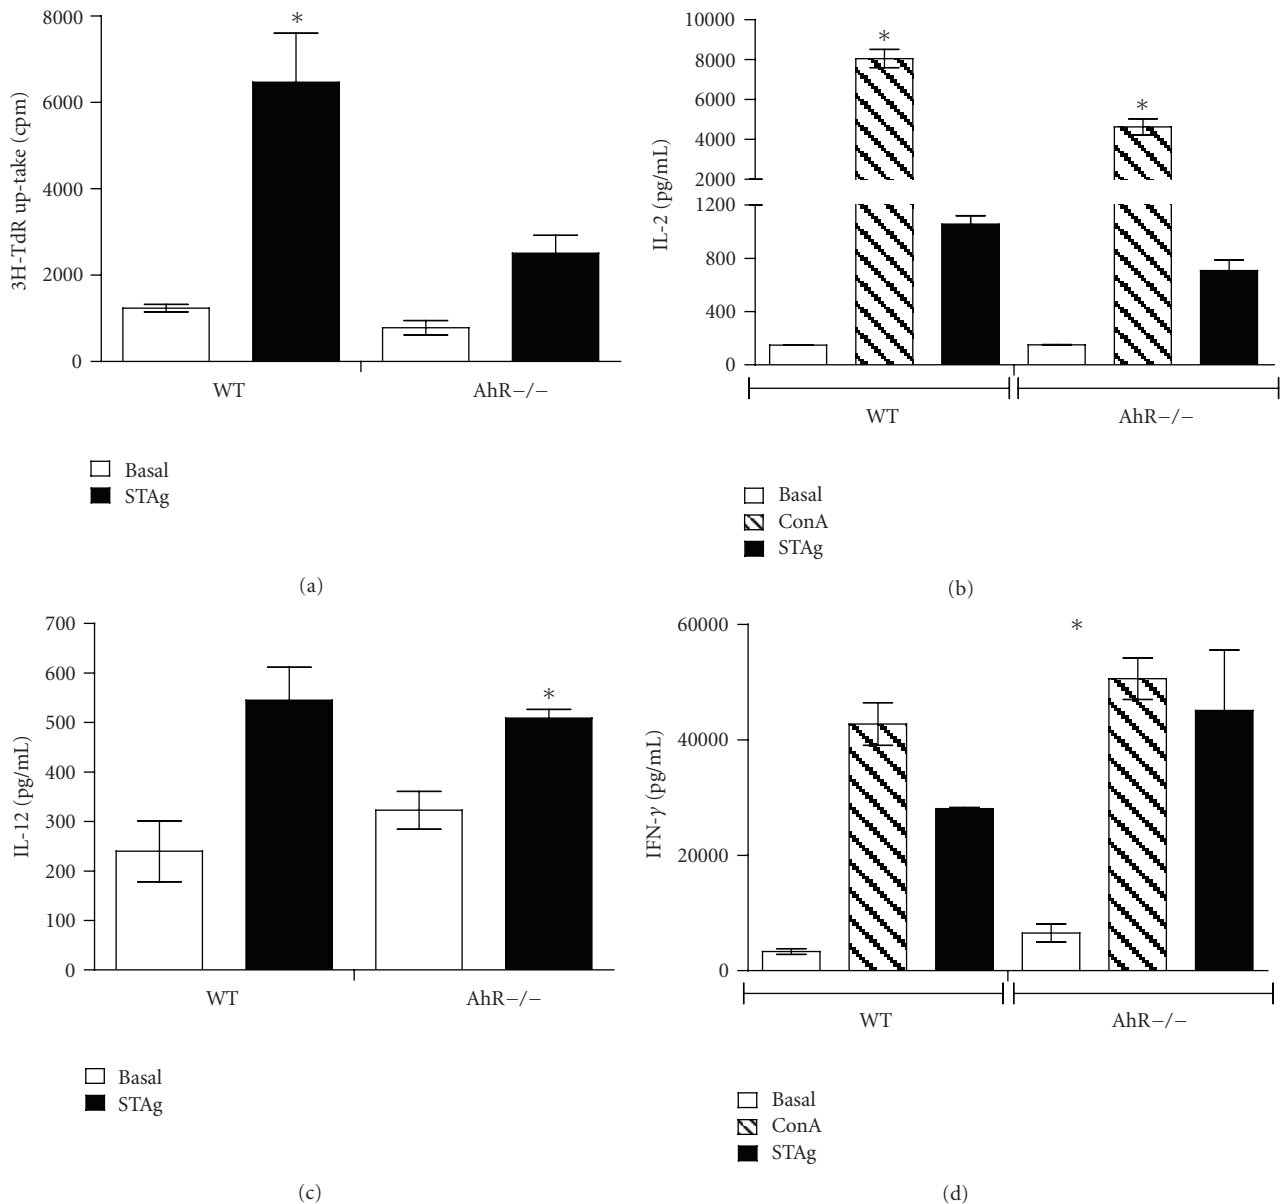 8000
6000
4000
2000
0
3H-TdR up-take (cpm)
*
WT
AhR−/−
Basal
STAg
(a)
10000
8000
6000
4000
2000
1200
800
400
0
IL-2 (pg/mL)
*
*
WT
AhR−/−
Basal
ConA
STAg
(b)
700
600
500
400
300
200
100
0
IL-12 (pg/mL)
*
WT
AhR−/−
Basal
STAg
(c)
60000
40000
20000
0
IFN-γ (pg/mL)
*
WT
AhR−/−
Basal
ConA
STAg
(d)